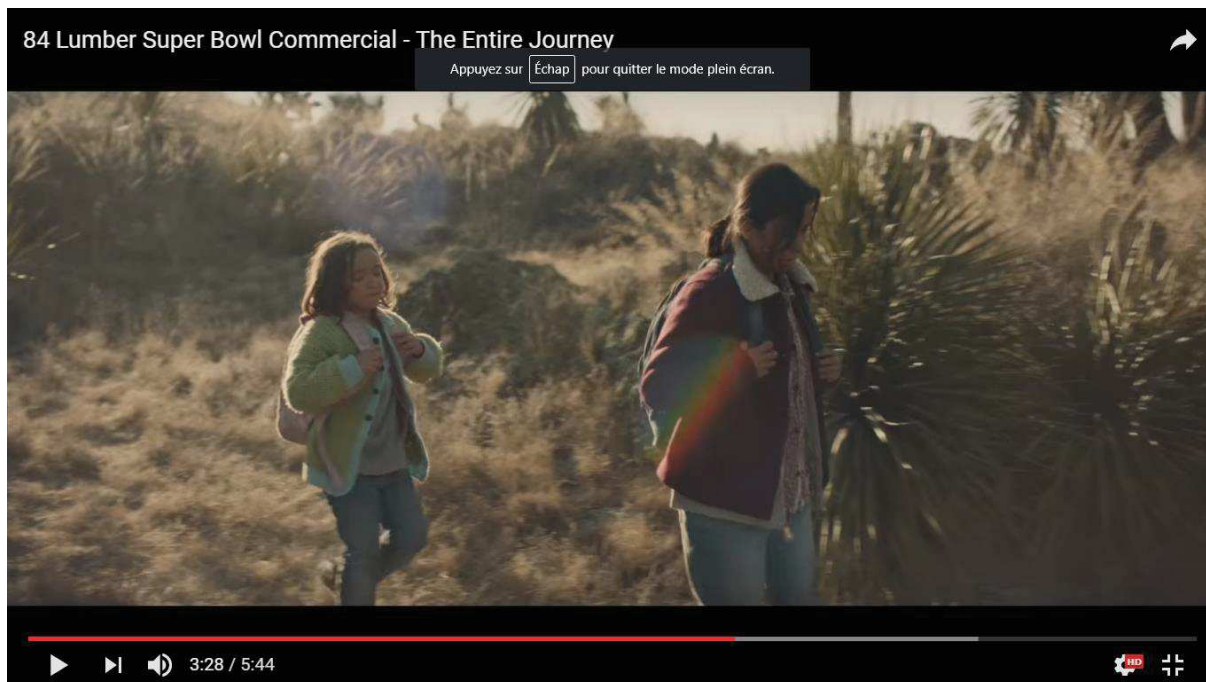 84 Lumber Super Bowl Commercial - The Entire Journey
Appuyez sur Échap pour quitter le mode plein écran.
3:28 / 5:44
HD